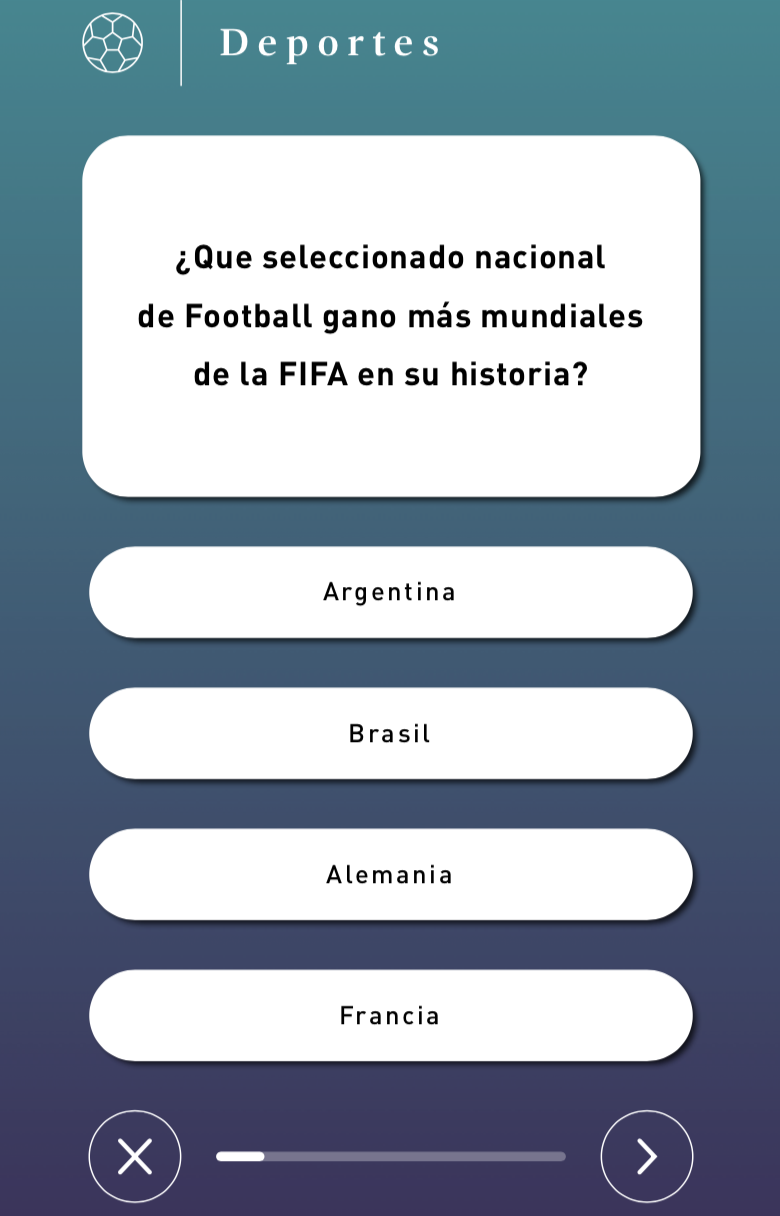 Deportes
¿Que seleccionado nacional
de Football gano más mundiales
de la FIFA en su historia?
Argentina
Brasil
Alemania
Francia